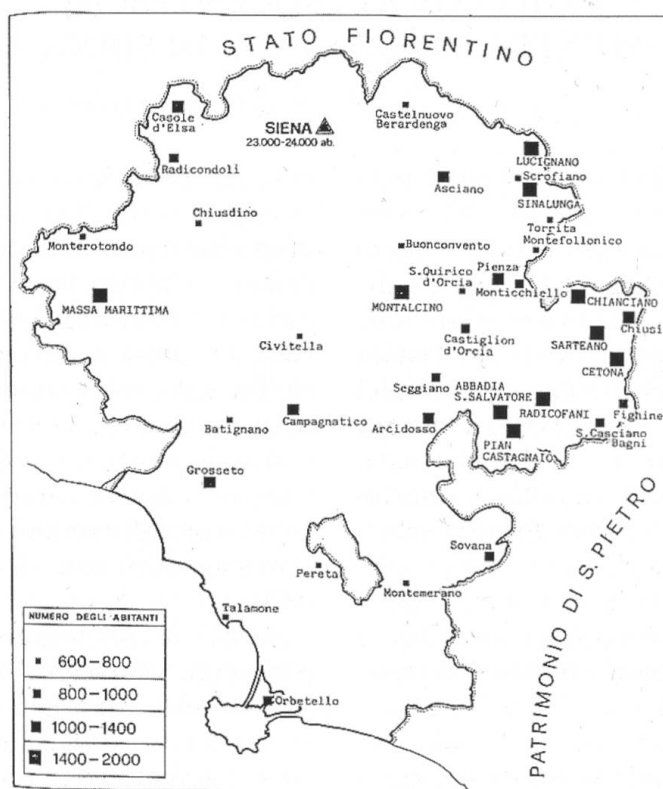 STATO FIORENTINO
Casole
d'Elsa
SIENA
23.000-24.000 ab.
Castelnuovo
Berardenga
LUCIGNANO
Scrofiano
Radicondoli
Asciano
SINALUNGA
Chiusdino
Torrita
Montefollonico
Monterotondo
Buonconvento
S.Quirico
d'Orcia
Pienza
Monticchiello
MASSA MARITTIMA
MONTALCINO
CHIANCIANO
Chiusi
Civitella
Castiglion
d'Orcia
SARTEANO
CETONA
Seggiano
ABBADIA
S.SALVATORE
RADICOFANI
Fighine
Batignano
Campagnatico
Arcidosso
PIAN
CASTAGNAIO
S.Casciano
Bagni
Grosseto
Sovana
Pereta
Montemerano
Talamone
Orbetello
PATRIMONIO DI S. PIETRO
NUMERO DEGLI ABITANTI
600-800
800-1000
1000-1400
1400-2000